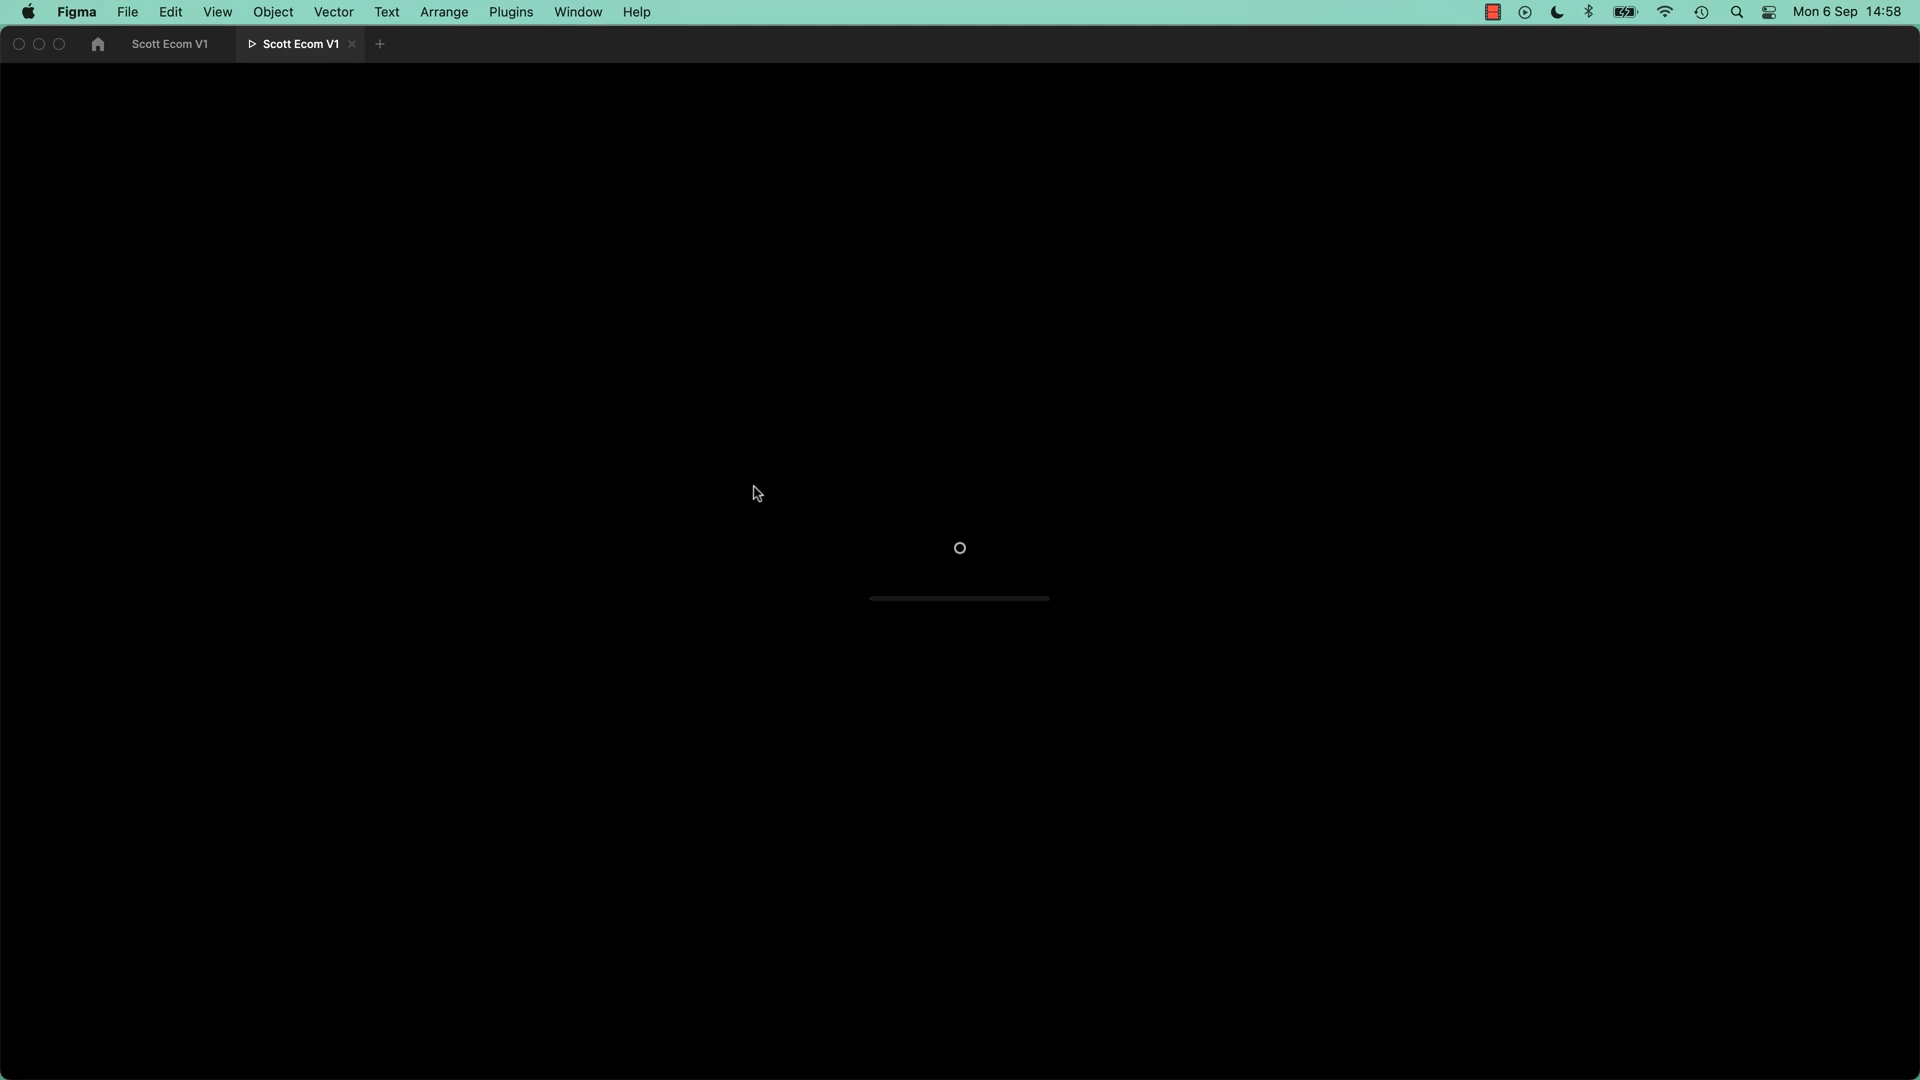 Figma File Edit View Object Vector Text Arrange Plugins Window Help Mon 6 Sep 14:58
Scott Ecom V1 Scott Ecom V1